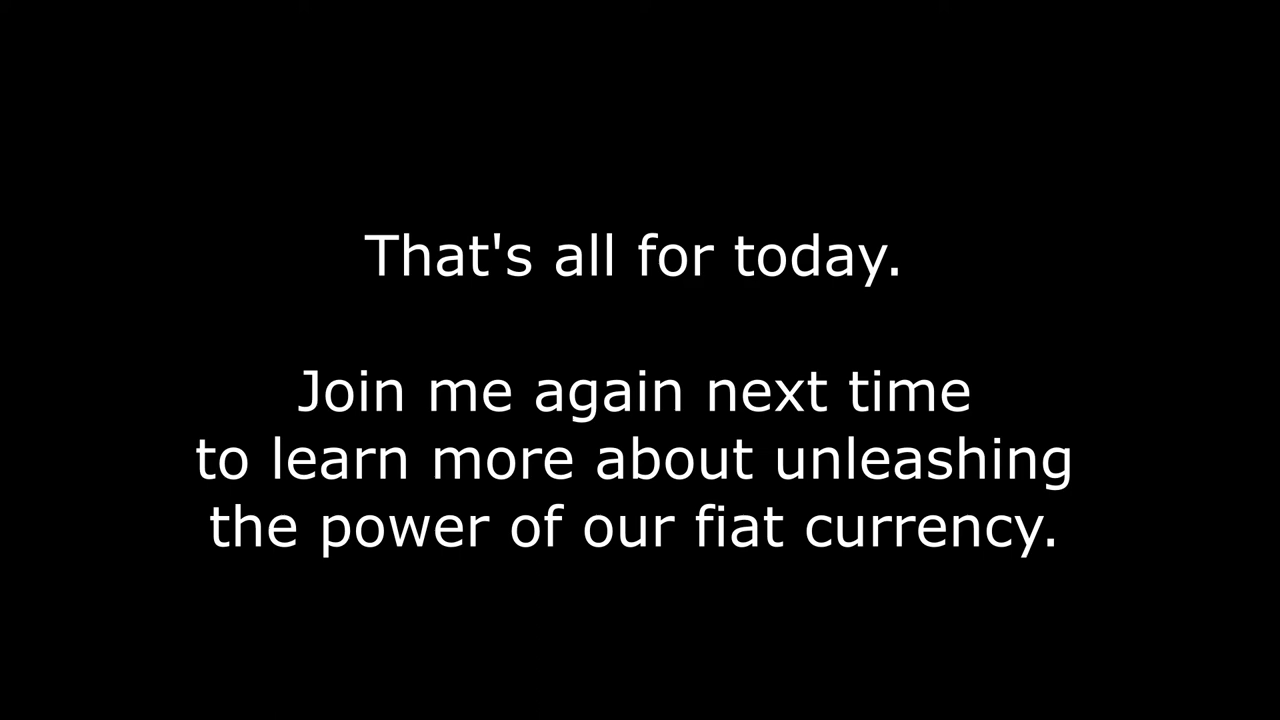 That's all for today.
Join me again next time
to learn more about unleashing
the power of our fiat currency.